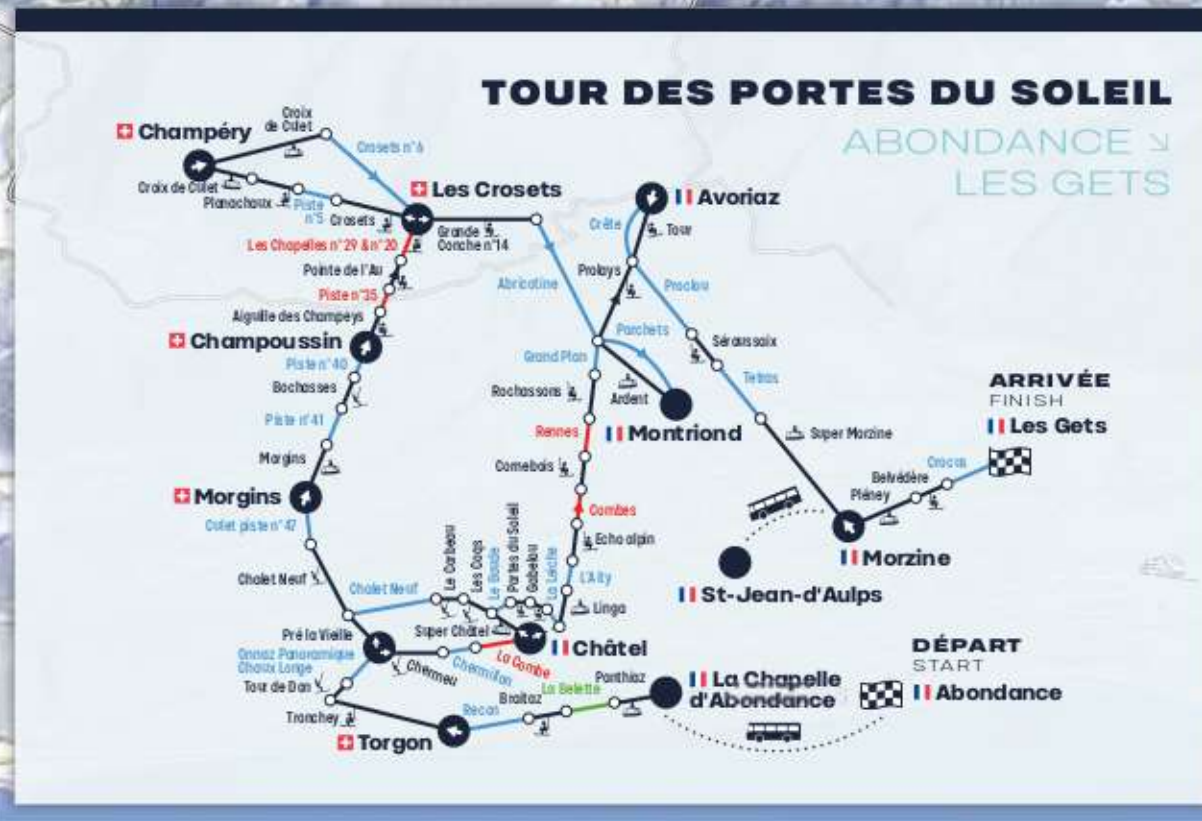 TOUR DES PORTES DU SOLEIL
ABONDANCE ↘
LES GETS
Champéry
Croix
de Culet
Crosets n°6
Croix de Cullet
Planachaux
Piste
n°5
Crosets
Les Crosets
Grande
Conche n°14
Les Chapelles n°29 & n°20
Pointe de l'Au
Piste n°35
Aiguille des Champeys
Champoussin
Piste n°40
Bochasses
Piste n°41
Morgins
Morgins
Culet piste n°47
Chalet Neuf
Chalet Neuf
Le Corbeau
Les Coqs
Portes du Soleil
Gabelou
La Leiche
Super Châtel
Pré la Vieille
Onnaz Panoramique
Chaux Longe
Tour de Don
Tronchey
Chermeu
Chermillon
La Combe
Châtel
Linga
L'Aity
Echo alpin
Combes
Cornebois
Rennes
Rochassons
Grand Plan
Abricotine
Avoriaz
Crête
Tour
Prolays
Proclou
Parchets
Ardent
Montriond
Séraussaix
Tetras
Super Morzine
ARRIVÉE
FINISH
Les Gets
Crocus
Belvédère
Pléney
Morzine
St-Jean-d'Aulps
DÉPART
START
Abondance
La Chapelle
d'Abondance
Panthiaz
La Belette
Braitaz
Recon
Torgon